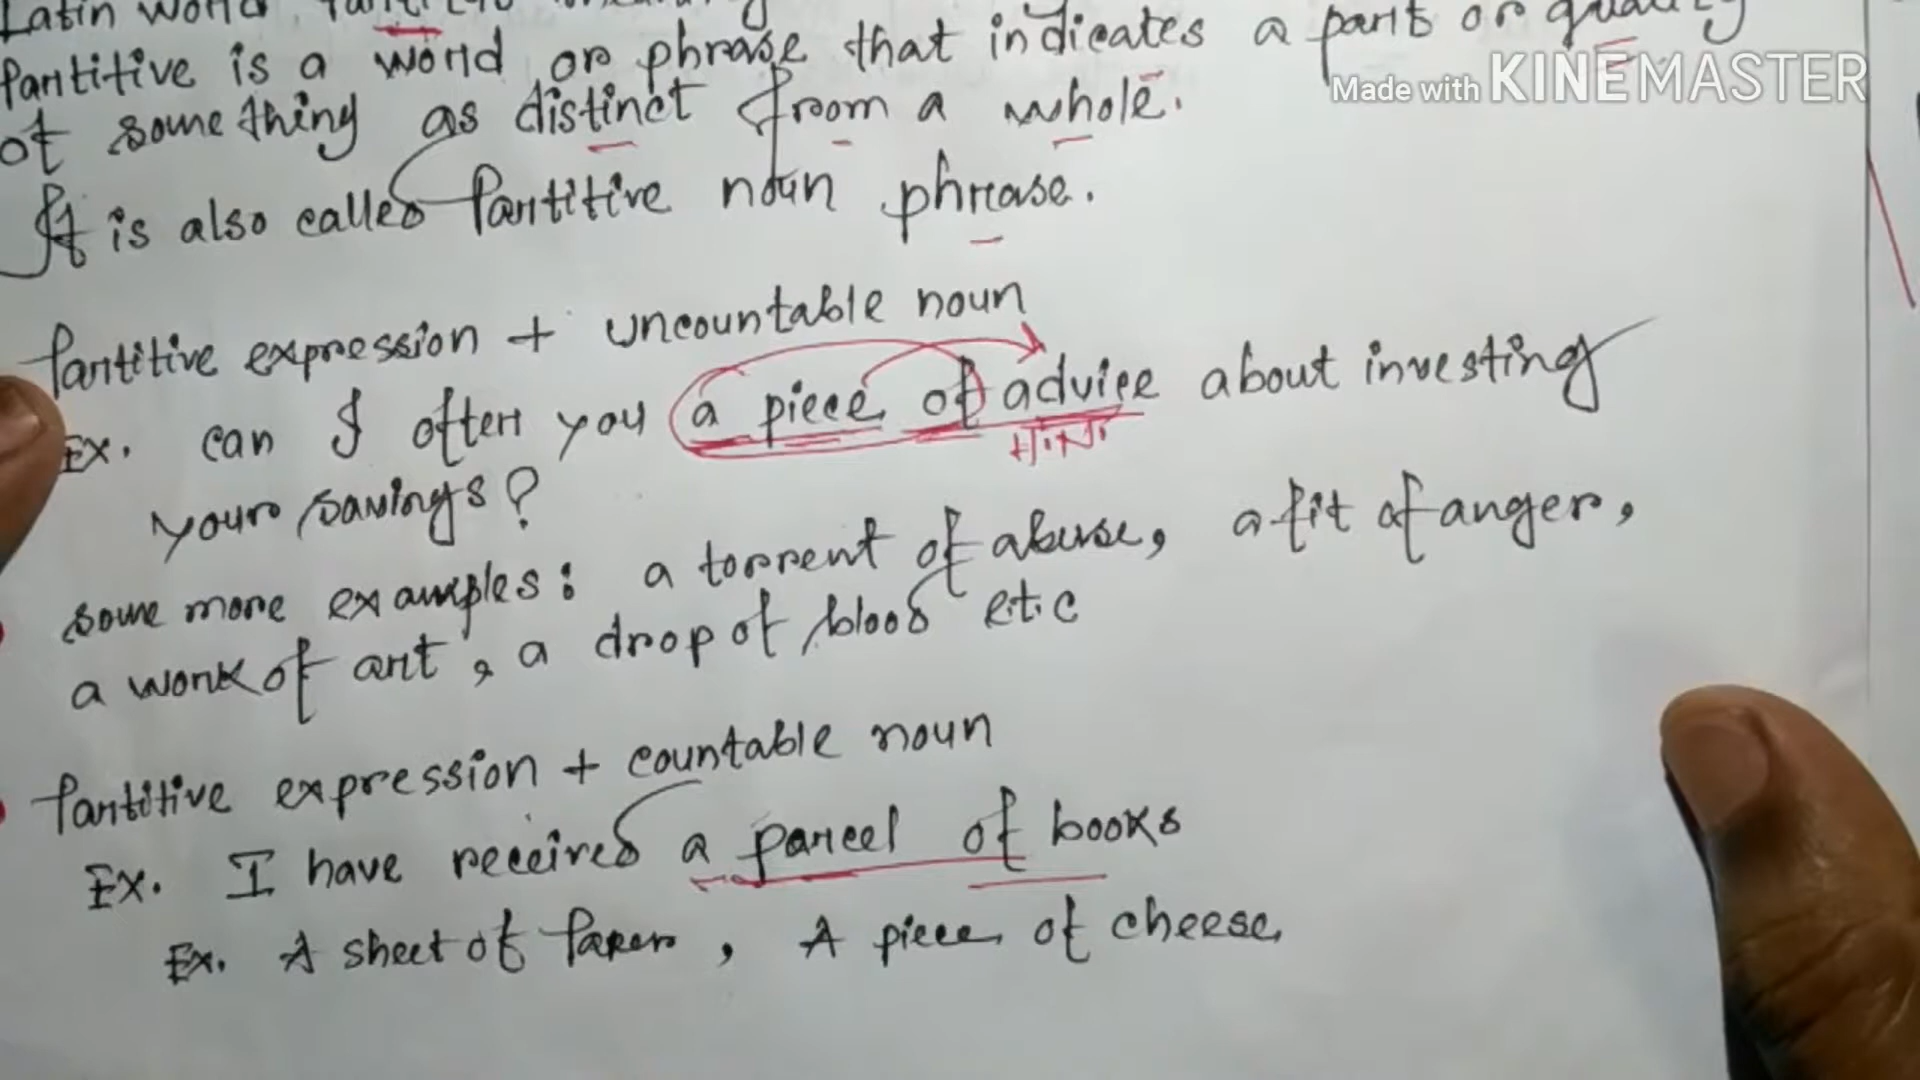 Latin word
Partitive is a word or phrase that indicates a part or quality
of something as distinct from a whole.
It is also called Partitive noun phrase.
Partitive expression + uncountable noun
Ex. can I offer you a piece of advice about investing
your savings?
some more examples: a torrent of abuse, a fit of anger,
a work of art, a drop of blood etc
Partitive expression + countable noun
Ex. I have received a parcel of books
Ex. A sheet of Paper, A piece of cheese
Made with KINEMASTER